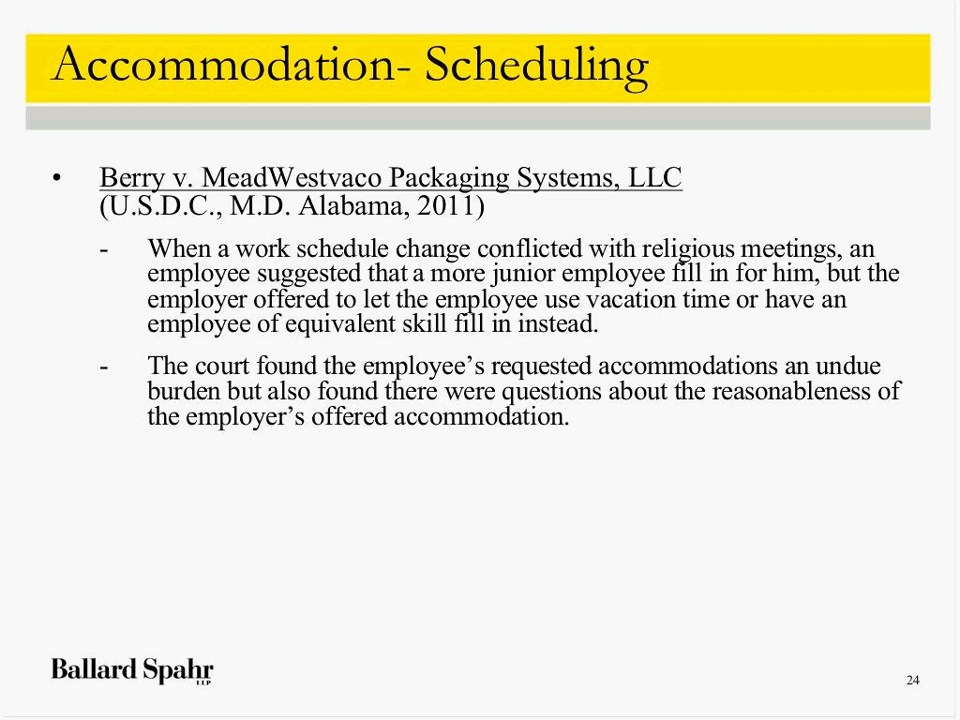 Accommodation- Scheduling
• Berry v. MeadWestvaco Packaging Systems, LLC
(U.S.D.C., M.D. Alabama, 2011)
- When a work schedule change conflicted with religious meetings, an
employee suggested that a more junior employee fill in for him, but the
employer offered to let the employee use vacation time or have an
employee of equivalent skill fill in instead.
- The court found the employee’s requested accommodations an undue
burden but also found there were questions about the reasonableness of
the employer’s offered accommodation.
Ballard Spahr
LLP
24